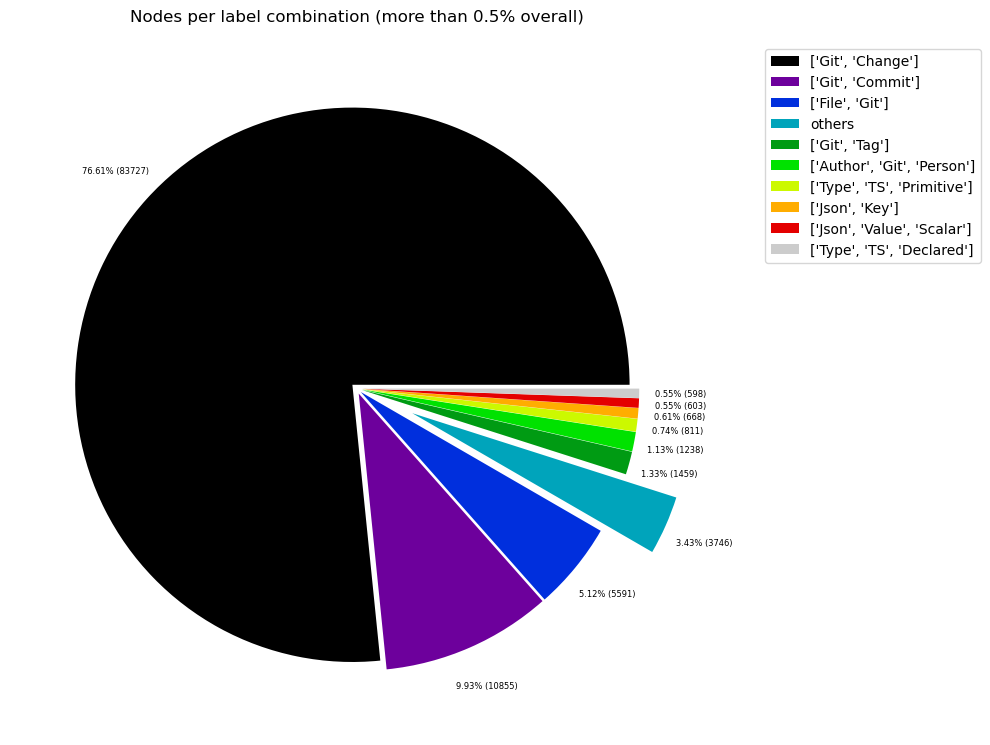 Nodes per label combination (more than 0.5% overall)
['Git', 'Change']
['Git', 'Commit']
['File', 'Git']
others
['Git', 'Tag']
['Author', 'Git', 'Person']
['Type', 'TS', 'Primitive']
['Json', 'Key']
['Json', 'Value', 'Scalar']
['Type', 'TS', 'Declared']
76.61% (83727)
0.55% (598)
0.55% (603)
0.61% (668)
0.74% (811)
1.13% (1238)
1.33% (1459)
3.43% (3746)
5.12% (5591)
9.93% (10855)